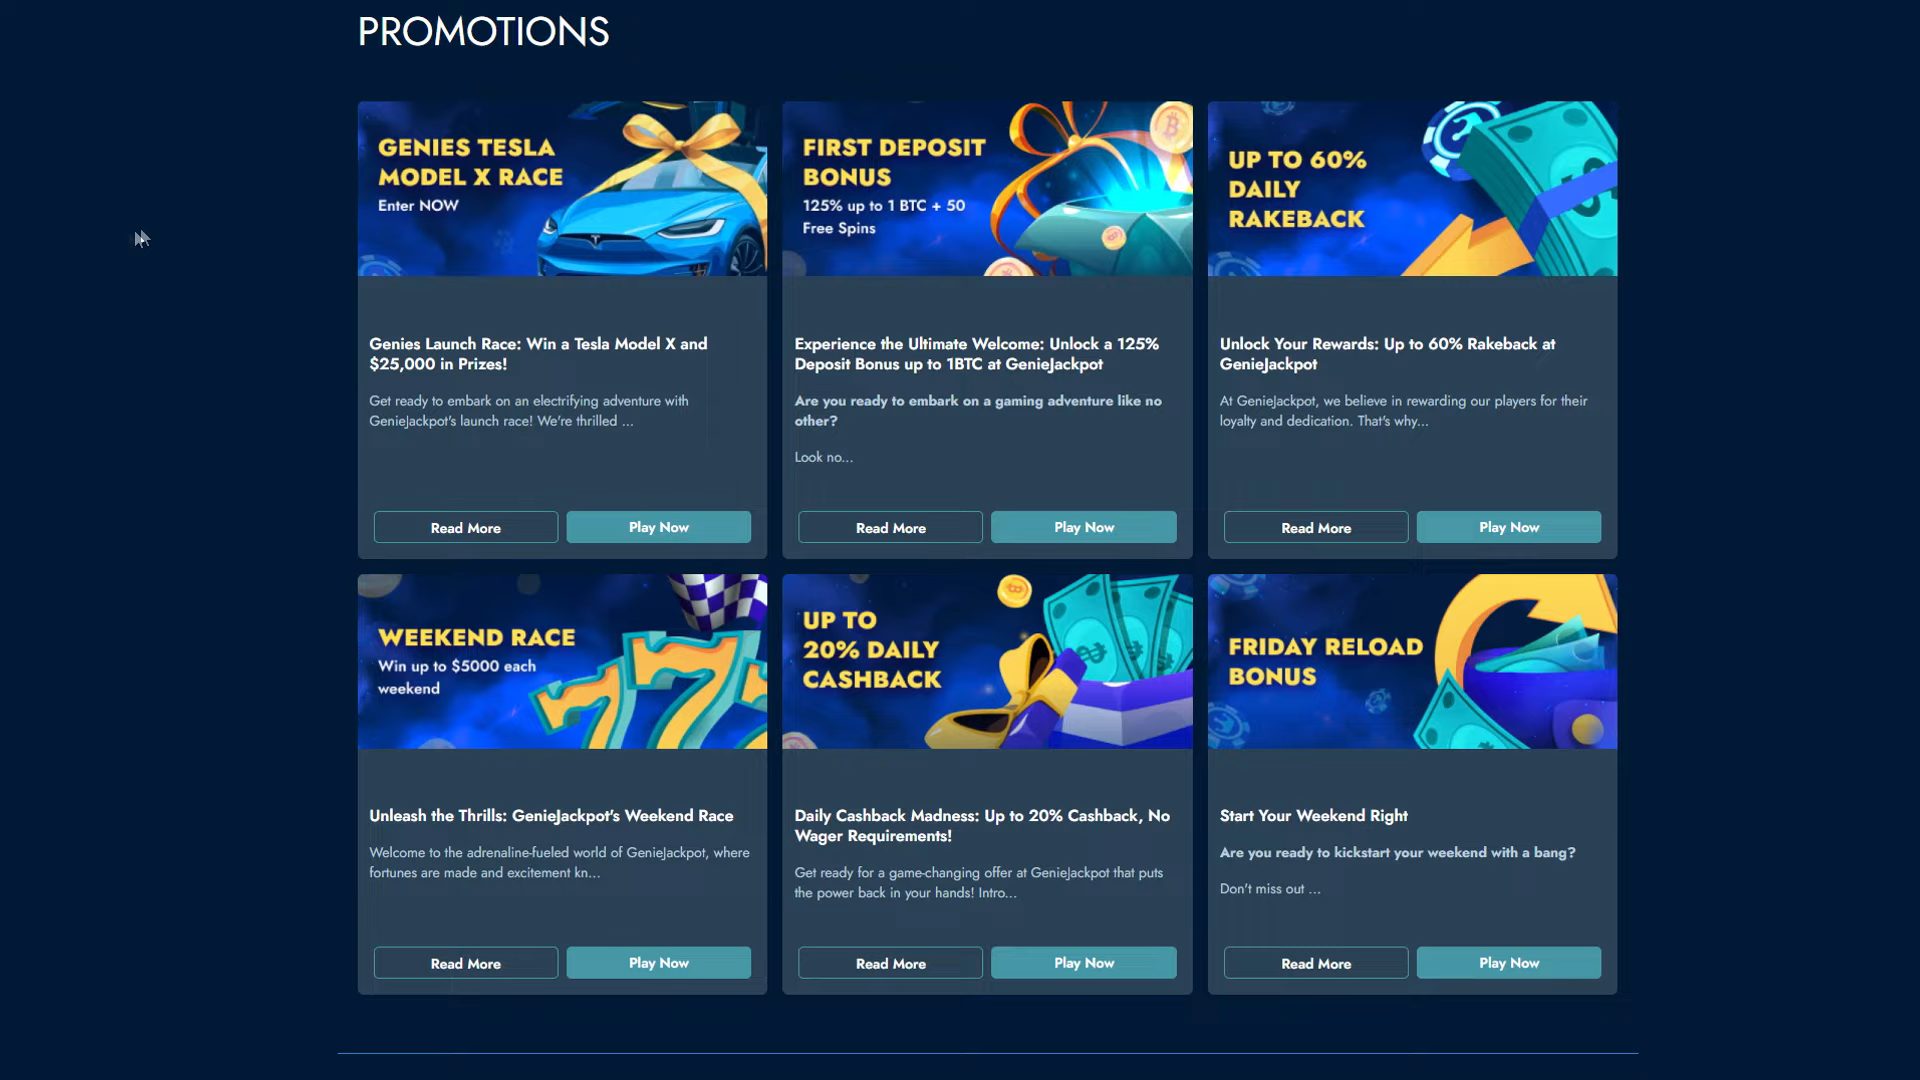 PROMOTIONS
GENIES TESLA
MODEL X RACE
Enter NOW
Genies Launch Race: Win a Tesla Model X and
$25,000 in Prizes!
Get ready to embark on an electrifying adventure with
GenieJackpot's launch race! We're thrilled ...
Read More
Play Now
FIRST DEPOSIT
BONUS
125% up to 1 BTC + 50
Free Spins
Experience the Ultimate Welcome: Unlock a 125%
Deposit Bonus up to 1BTC at GenieJackpot
Are you ready to embark on a gaming adventure like no
other?
Look no...
Read More
Play Now
UP TO 60%
DAILY
RAKEBACK
Unlock Your Rewards: Up to 60% Rakeback at
GenieJackpot
At GenieJackpot, we believe in rewarding our players for their
loyalty and dedication. That's why...
Read More
Play Now
WEEKEND RACE
Win up to $5000 each
weekend
Unleash the Thrills: GenieJackpot's Weekend Race
Welcome to the adrenaline-fueled world of GenieJackpot, where
fortunes are made and excitement kn...
Read More
Play Now
UP TO
20% DAILY
CASHBACK
Daily Cashback Madness: Up to 20% Cashback, No
Wager Requirements!
Get ready for a game-changing offer at GenieJackpot that puts
the power back in your hands! Intro...
Read More
Play Now
FRIDAY RELOAD
BONUS
Start Your Weekend Right
Are you ready to kickstart your weekend with a bang?
Don't miss out ...
Read More
Play Now